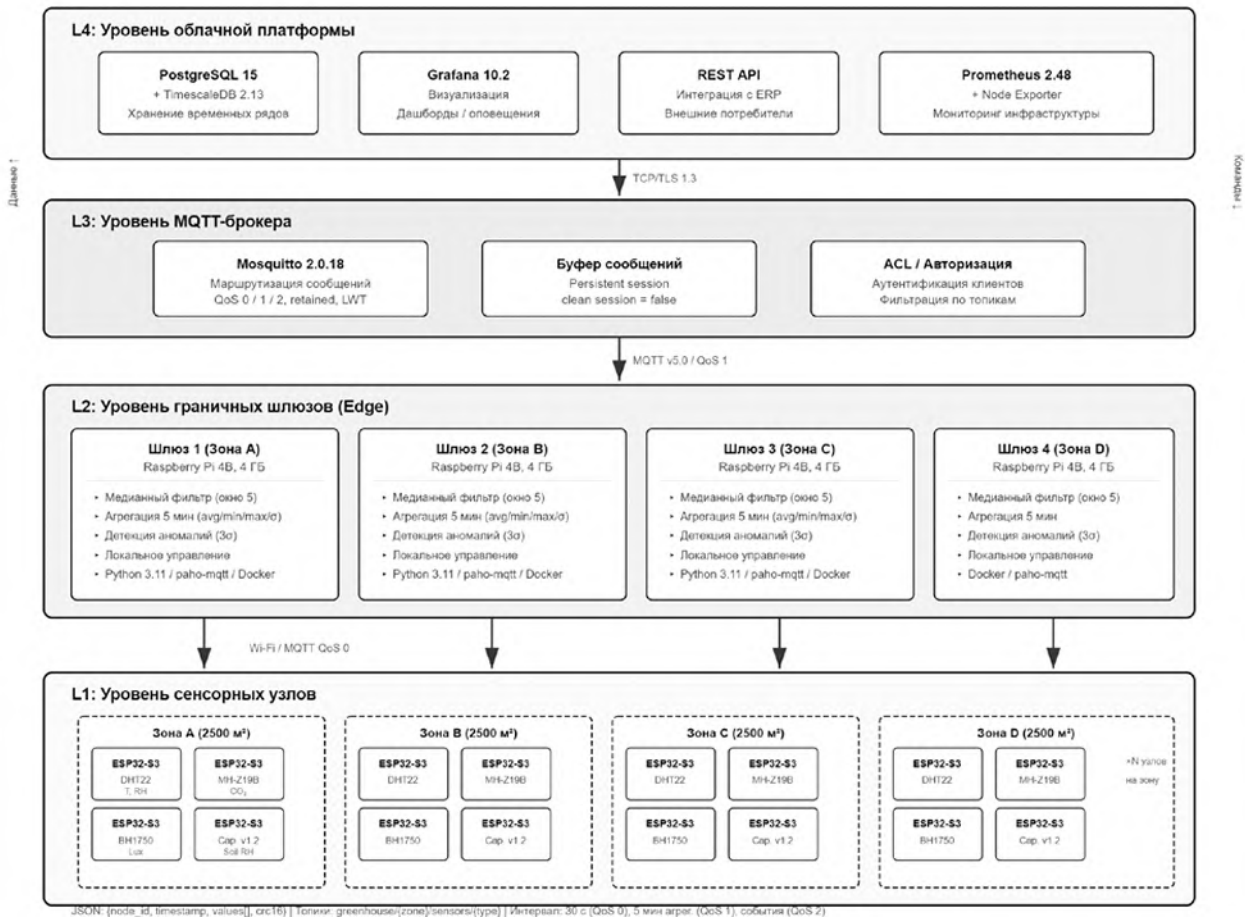 L4: Уровень облачной платформы
PostgreSQL 15
+ TimescaleDB 2.13
Хранение временных рядов
Grafana 10.2
Визуализация
Дашборды / оповещения
REST API
Интеграция с ERP
Внешние потребители
Prometheus 2.48
+ Node Exporter
Мониторинг инфраструктуры
Данные ↑
Команды ↓
TCP/TLS 1.3
L3: Уровень MQTT-брокера
Mosquitto 2.0.18
Маршрутизация сообщений
QoS 0 / 1 / 2, retained, LWT
Буфер сообщений
Persistent session
clean session = false
ACL / Авторизация
Аутентификация клиентов
Фильтрация по топикам
MQTT v5.0 / QoS 1
L2: Уровень граничных шлюзов (Edge)
Шлюз 1 (Зона A)
Raspberry Pi 4B, 4 ГБ
• Медианный фильтр (окно 5)
• Агрегация 5 мин (avg/min/max/σ)
• Детекция аномалий (3σ)
• Локальное управление
• Python 3.11 / paho-mqtt / Docker
Шлюз 2 (Зона B)
Raspberry Pi 4B, 4 ГБ
• Медианный фильтр (окно 5)
• Агрегация 5 мин (avg/min/max/σ)
• Детекция аномалий (3σ)
• Локальное управление
• Python 3.11 / paho-mqtt / Docker
Шлюз 3 (Зона C)
Raspberry Pi 4B, 4 ГБ
• Медианный фильтр (окно 5)
• Агрегация 5 мин (avg/min/max/σ)
• Детекция аномалий (3σ)
• Локальное управление
• Python 3.11 / paho-mqtt / Docker
Шлюз 4 (Зона D)
Raspberry Pi 4B, 4 ГБ
• Медианный фильтр (окно 5)
• Агрегация 5 мин
• Детекция аномалий (3σ)
• Локальное управление
• Docker / paho-mqtt
Wi-Fi / MQTT QoS 0
L1: Уровень сенсорных узлов
Зона A (2500 м²)
ESP32-S3
DHT22
T, RH
ESP32-S3
MH-Z19B
CO₂
ESP32-S3
BH1750
Lux
ESP32-S3
Cap. v1.2
Soil RH
Зона B (2500 м²)
ESP32-S3
DHT22
ESP32-S3
MH-Z19B
ESP32-S3
BH1750
ESP32-S3
Cap. v1.2
Зона C (2500 м²)
ESP32-S3
DHT22
ESP32-S3
MH-Z19B
ESP32-S3
BH1750
ESP32-S3
Cap. v1.2
Зона D (2500 м²)
ESP32-S3
DHT22
ESP32-S3
MH-Z19B
ESP32-S3
BH1750
ESP32-S3
Cap. v1.2
×N узлов
на зону
JSON: {node_id, timestamp, values[], crc16} | Топики: greenhouse/{zone}/sensors/{type} | Интервал: 30 с (QoS 0), 5 мин агрег. (QoS 1), события (QoS 2)